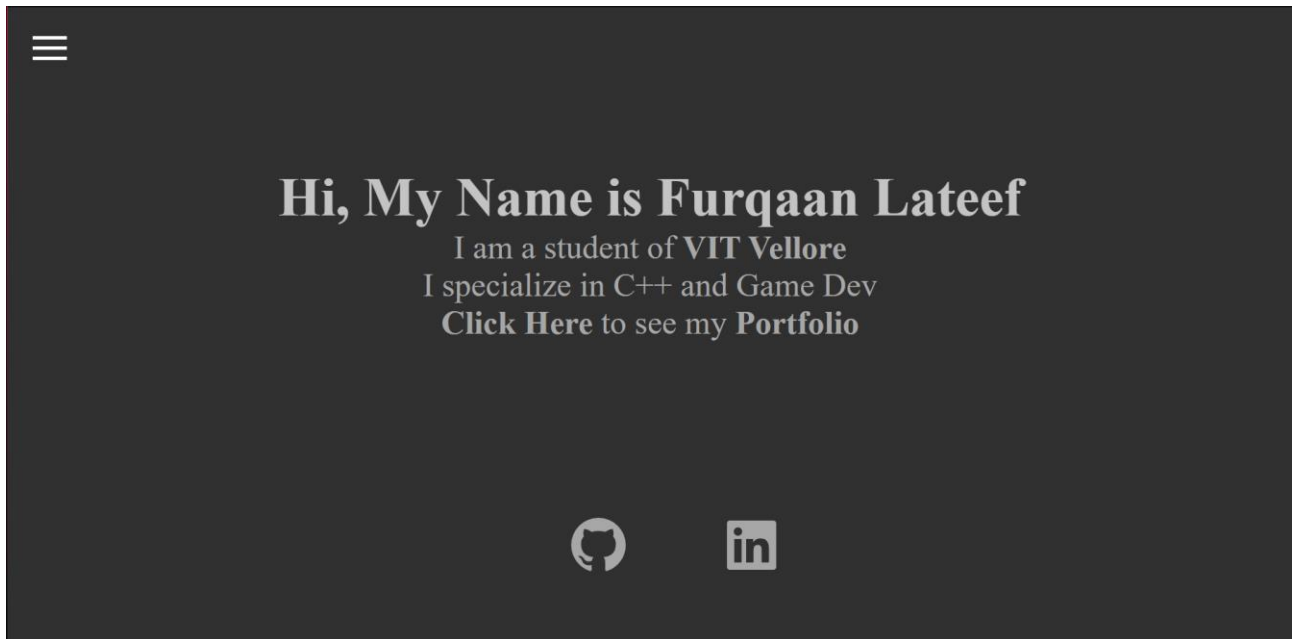 Hi, My Name is Furqaan Lateef
I am a student of VIT Vellore
I specialize in C++ and Game Dev
Click Here to see my Portfolio
in